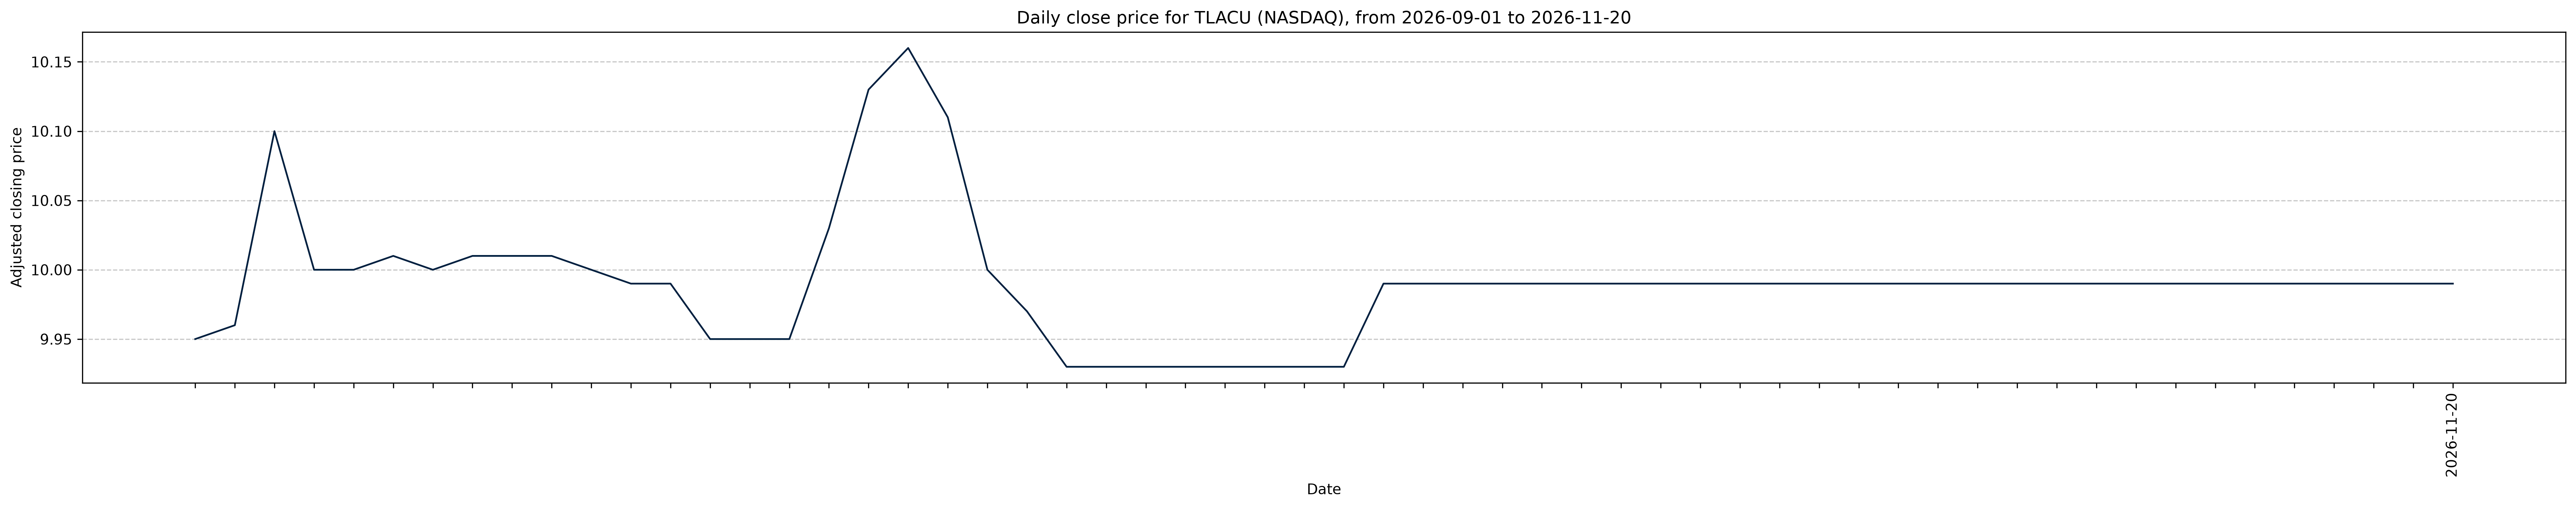 Daily close price for TLACU (NASDAQ), from 2026-09-01 to 2026-11-20
Adjusted closing price
10.15
10.10
10.05
10.00
9.95
2026-11-20
Date